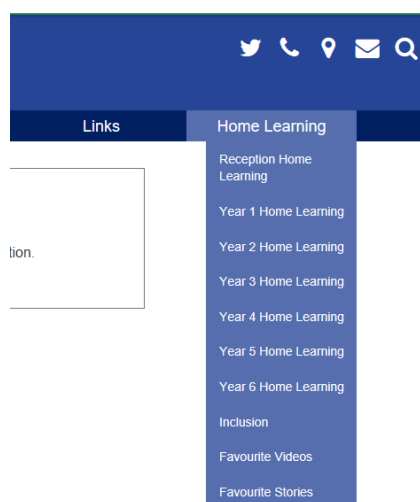 Links
Home Learning
Reception Home
Learning
Year 1 Home Learning
tion.
Year 2 Home Learning
Year 3 Home Learning
Year 4 Home Learning
Year 5 Home Learning
Year 6 Home Learning
Inclusion
Favourite Videos
Favourite Stories